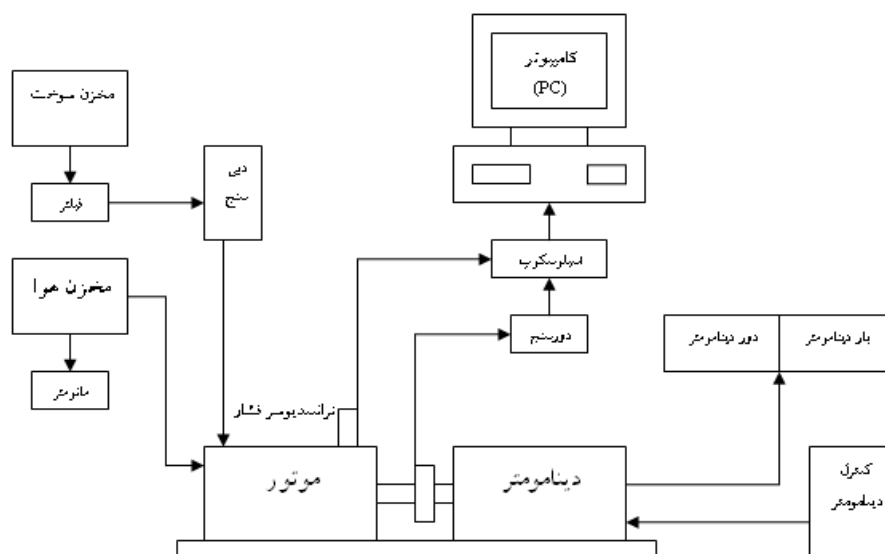 کامپیوتر
(PC)
مخزن سوخت
دبی
سنج
فیلتر
اسیلوسکوپ
مخزن هوا
دورسنج
دور دینامومتر
بار دینامومتر
مانومتر
ترانسدیوسر فشار
موتور
دینامومتر
کنترل
دینامومتر